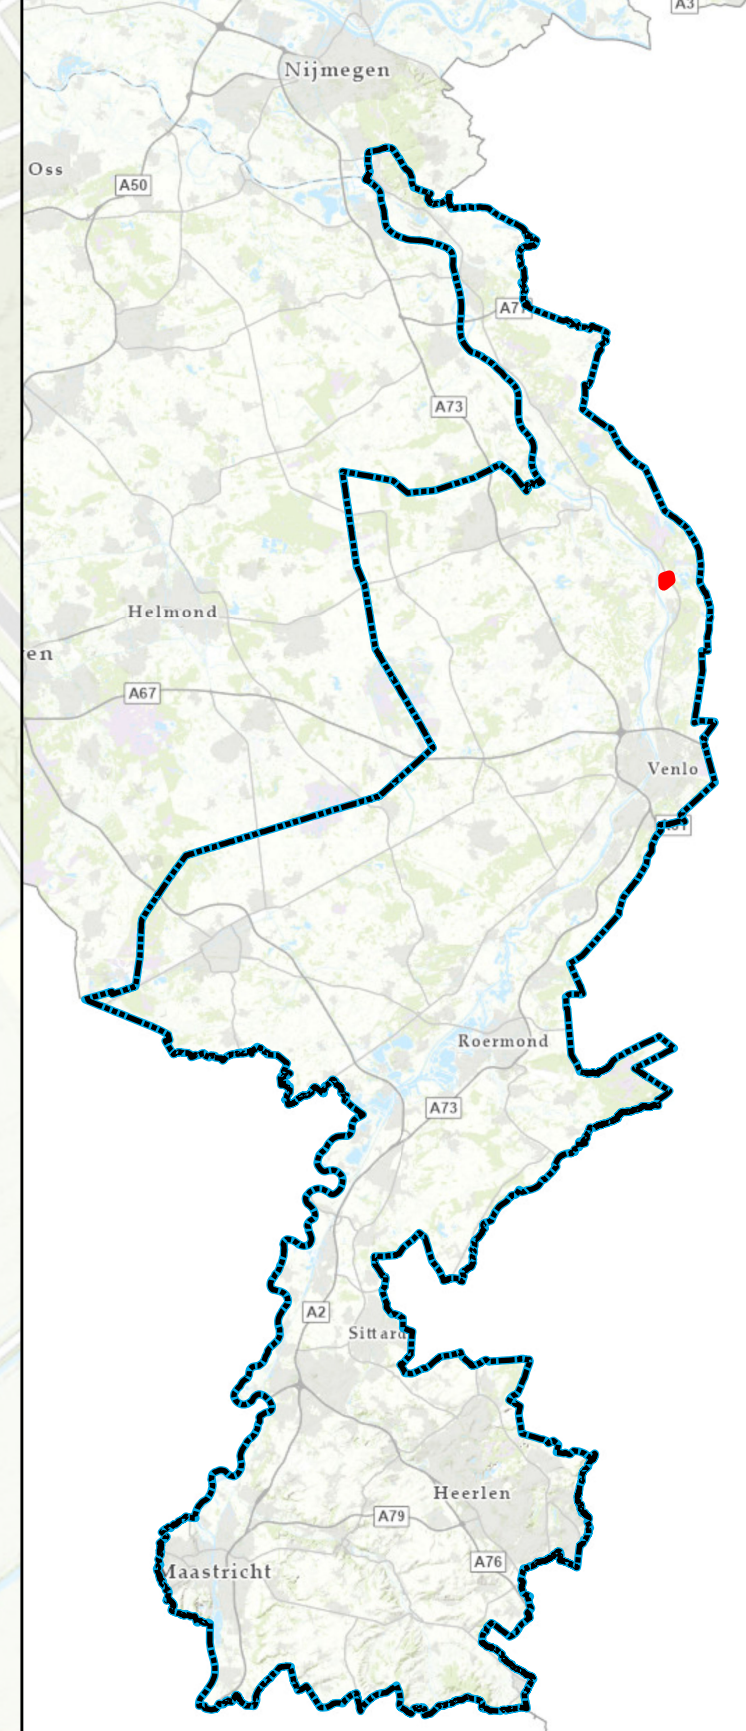 A3
Nijmegen
Oss
A50
A77
A73
Helmond
en
A67
Venlo
Roermond
A73
A2
Sittard
Heerlen
A79
A76
Maastricht